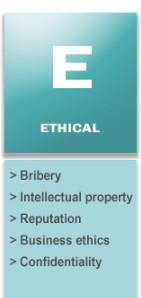 E
ETHICAL
> Bribery
> Intellectual property
> Reputation
> Business ethics
> Confidentiality